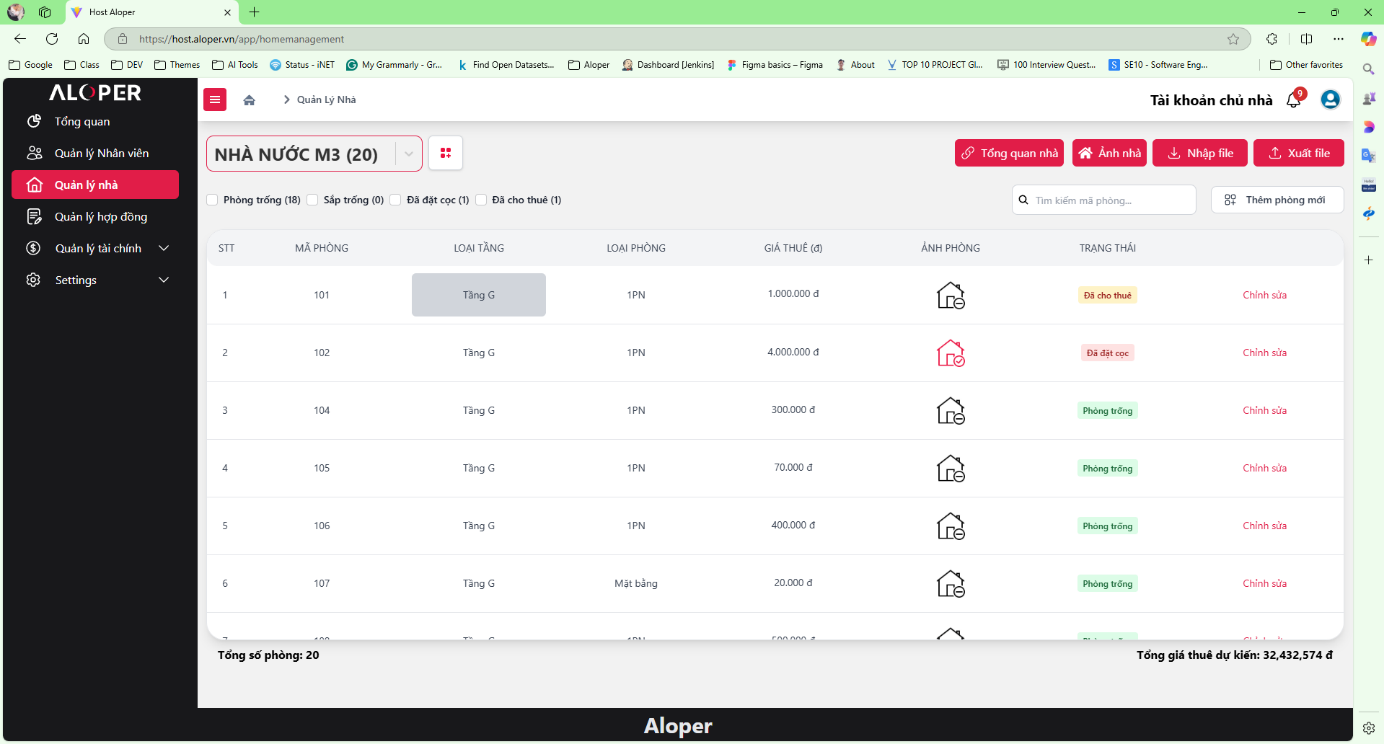 Host Aloper
https://host.aloper.vn/app/homemanagement
Google Class DEV Themes AI Tools Status - iNET My Grammarly - Gr... Find Open Datasets... Aloper Dashboard [Jenkins] Figma basics – Figma About TOP 10 PROJECT GI... 100 Interview Quest... SE10 - Software Eng... Other favorites
ALOPER
Tổng quan
Quản lý Nhân viên
Quản lý nhà
Quản lý hợp đồng
Quản lý tài chính
Settings
Quản Lý Nhà
Tài khoản chủ nhà 9
NHÀ NƯỚC M3 (20)
Tổng quan nhà Ảnh nhà Nhập file Xuất file
Phòng trống (18) Sắp trống (0) Đã đặt cọc (1) Đã cho thuê (1)
Tìm kiếm mã phòng... Thêm phòng mới
STT MÃ PHÒNG LOẠI TẦNG LOẠI PHÒNG GIÁ THUÊ (đ) ẢNH PHÒNG TRẠNG THÁI
1 101 Tầng G 1PN 1.000.000 đ Đã cho thuê Chỉnh sửa
2 102 Tầng G 1PN 4.000.000 đ Đã đặt cọc Chỉnh sửa
3 104 Tầng G 1PN 300.000 đ Phòng trống Chỉnh sửa
4 105 Tầng G 1PN 70.000 đ Phòng trống Chỉnh sửa
5 106 Tầng G 1PN 400.000 đ Phòng trống Chỉnh sửa
6 107 Tầng G Mặt bằng 20.000 đ Phòng trống Chỉnh sửa
Tổng số phòng: 20
Tổng giá thuê dự kiến: 32,432,574 đ
Aloper